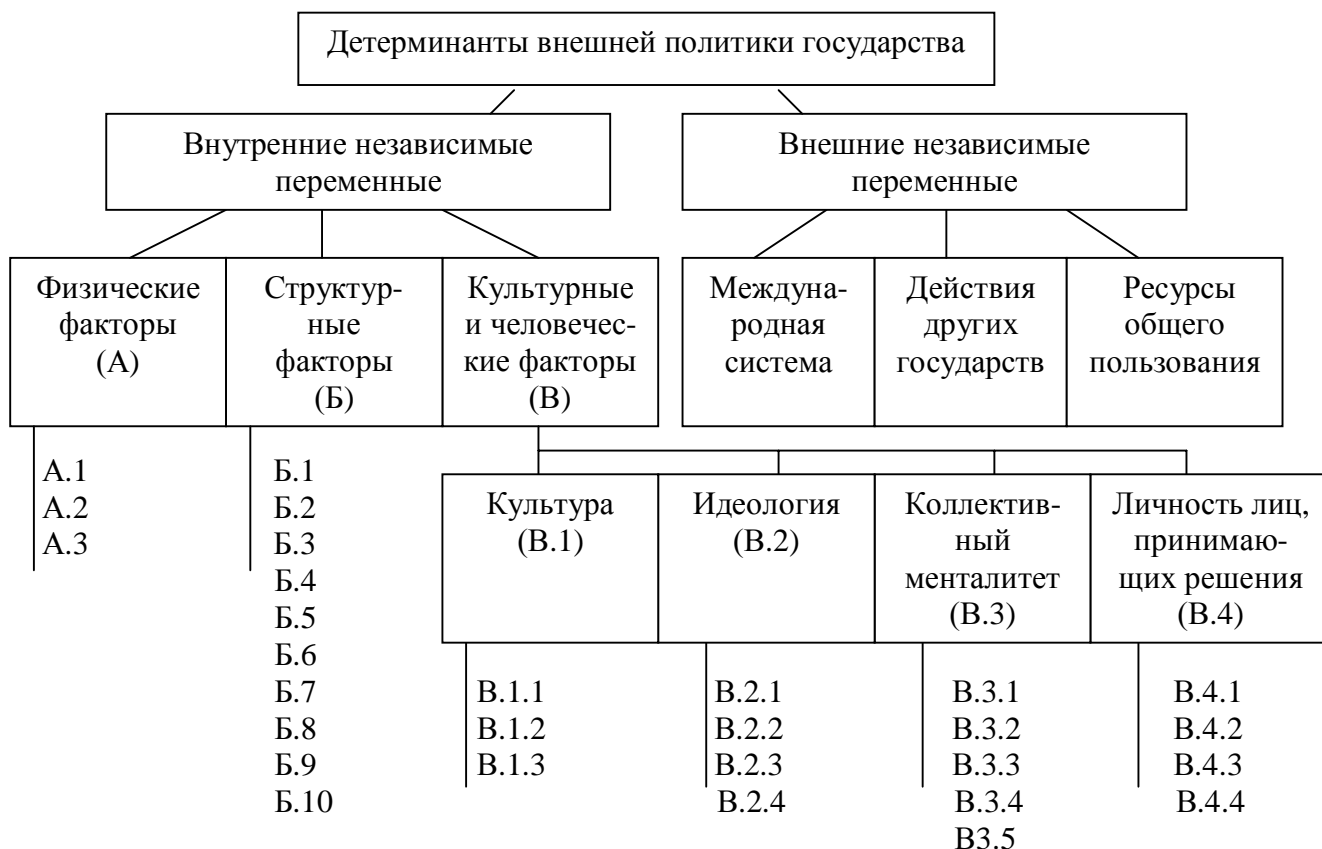 Детерминанты внешней политики государства
Внутренние независимые
переменные
Внешние независимые
переменные
Физические
факторы
(А)
Структур-
ные
факторы
(Б)
Культурные
и человечес-
кие факторы
(В)
Междуна-
родная
система
Действия
других
государств
Ресурсы
общего
пользования
А.1
А.2
А.3
Б.1
Б.2
Б.3
Б.4
Б.5
Б.6
Б.7
Б.8
Б.9
Б.10
Культура
(В.1)
Идеология
(В.2)
Коллектив-
ный
менталитет
(В.3)
Личность лиц,
принимаю-
щих решения
(В.4)
В.1.1
В.1.2
В.1.3
В.2.1
В.2.2
В.2.3
В.2.4
В.3.1
В.3.2
В.3.3
В.3.4
В3.5
В.4.1
В.4.2
В.4.3
В.4.4